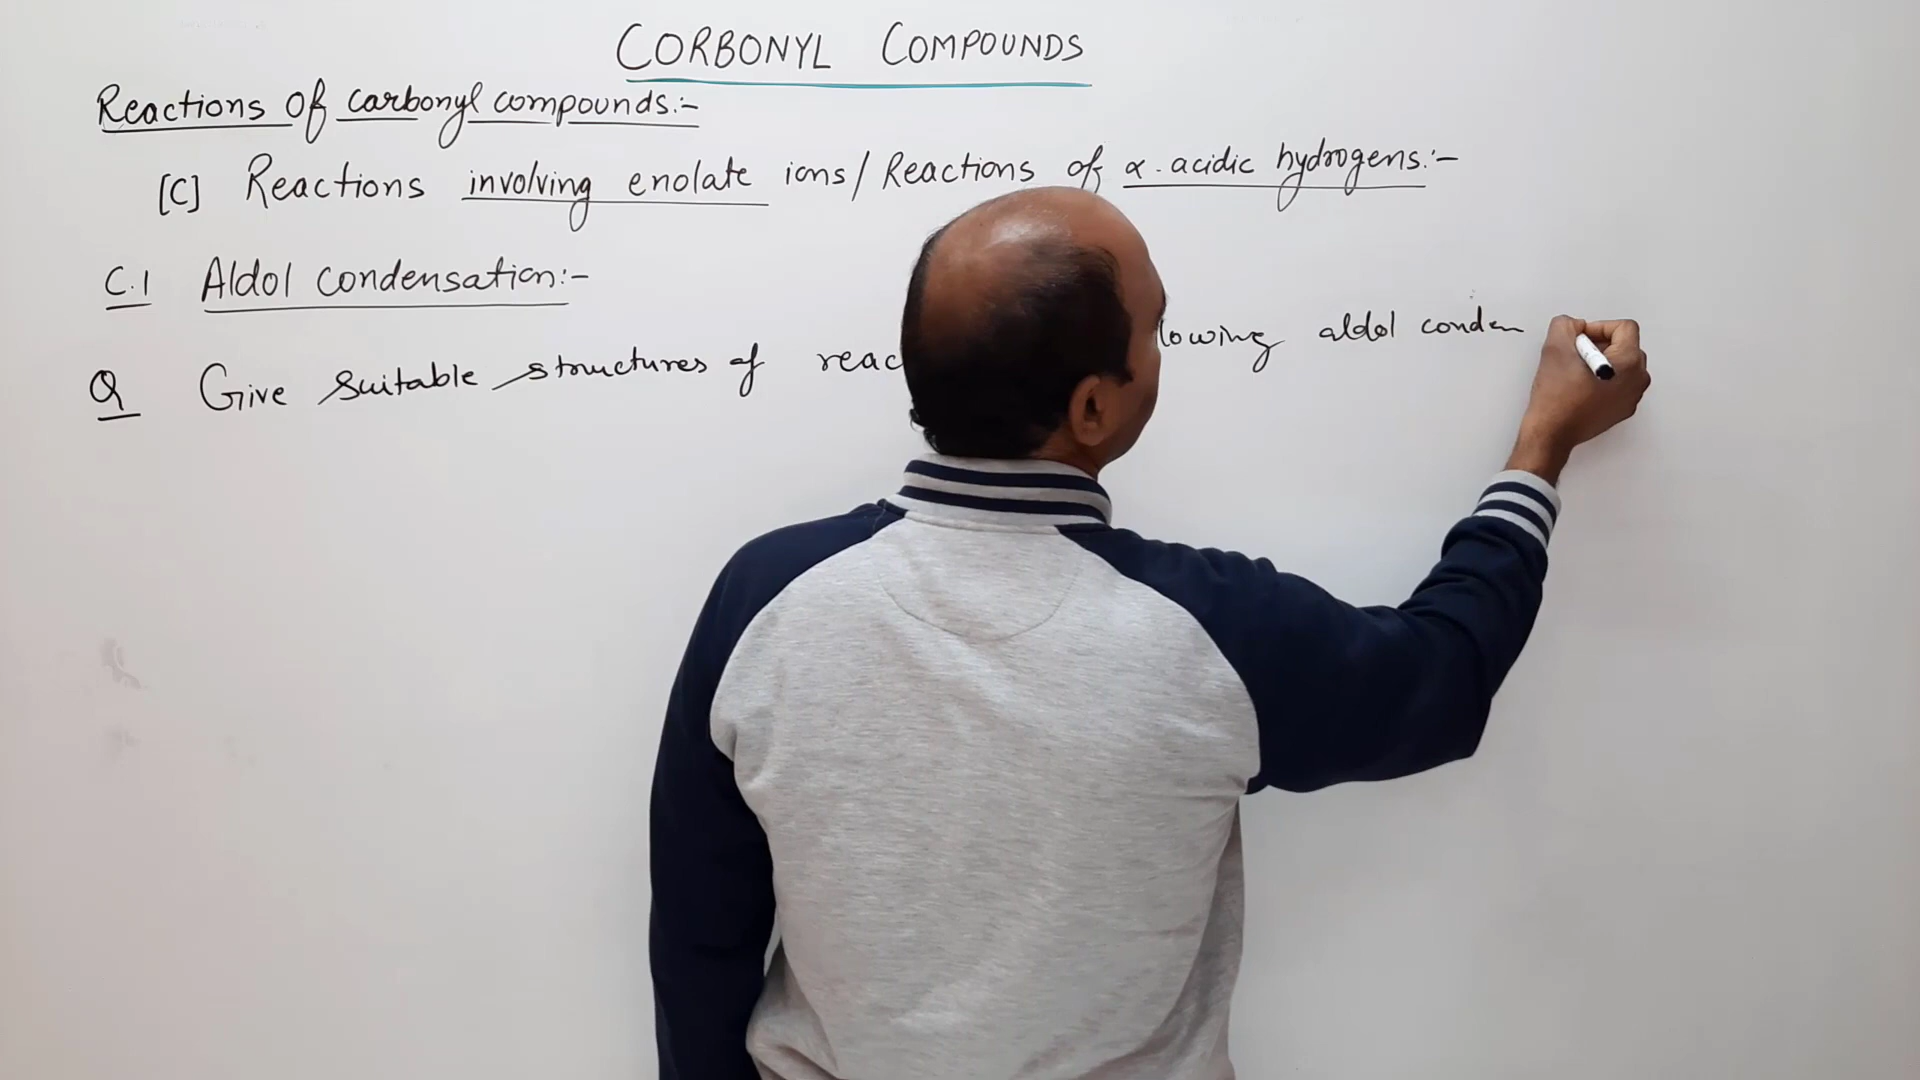 CORBONYL COMPOUNDS
Reactions Of carbonyl compounds:-
[C] Reactions involving enolate ions/Reactions of α.acidic hydrogens:-
C.1 Aldol condensation:-
Q Give suitable structures of reac lowing aldol conden